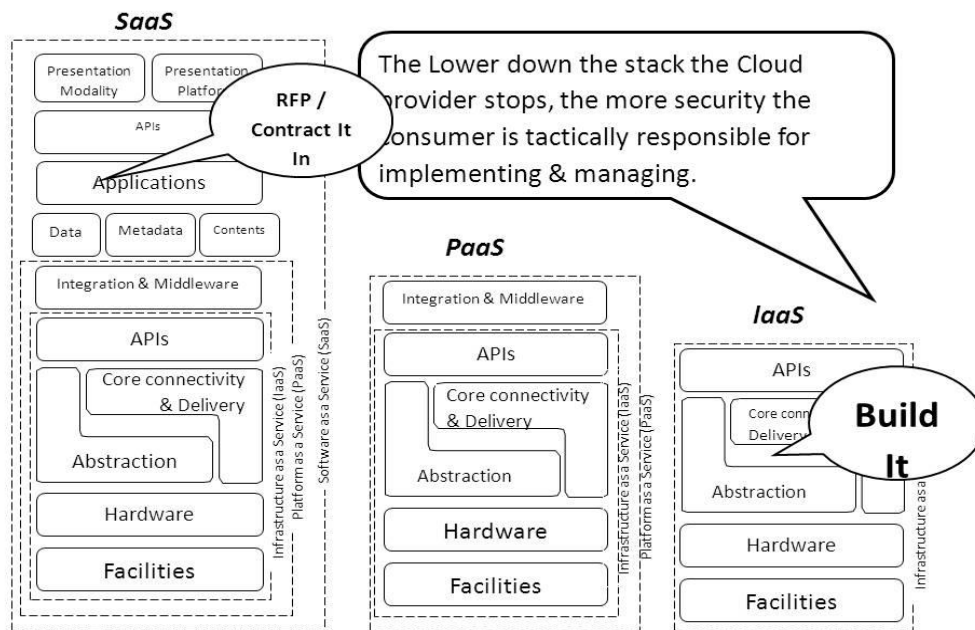 SaaS
Presentation
Modality
Presentation
APIs
RFP /
Contract It
In
Applications
Data
Metadata
Contents
Integration & Middleware
APIs
Core connectivity
& Delivery
Abstraction
Hardware
Facilities
Infrastructure as a Service (IaaS)
Platform as a Service (PaaS)
Software as a Service (SaaS)
The Lower down the stack the Cloud
provider stops, the more security the
consumer is tactically responsible for
implementing & managing.
PaaS
Integration & Middleware
APIs
Core connectivity
& Delivery
Abstraction
Hardware
Facilities
Infrastructure as a Service (IaaS)
Platform as a Service (PaaS)
IaaS
APIs
Build
It
Core
Delivery
Abstraction
Hardware
Facilities
Infrastructure as